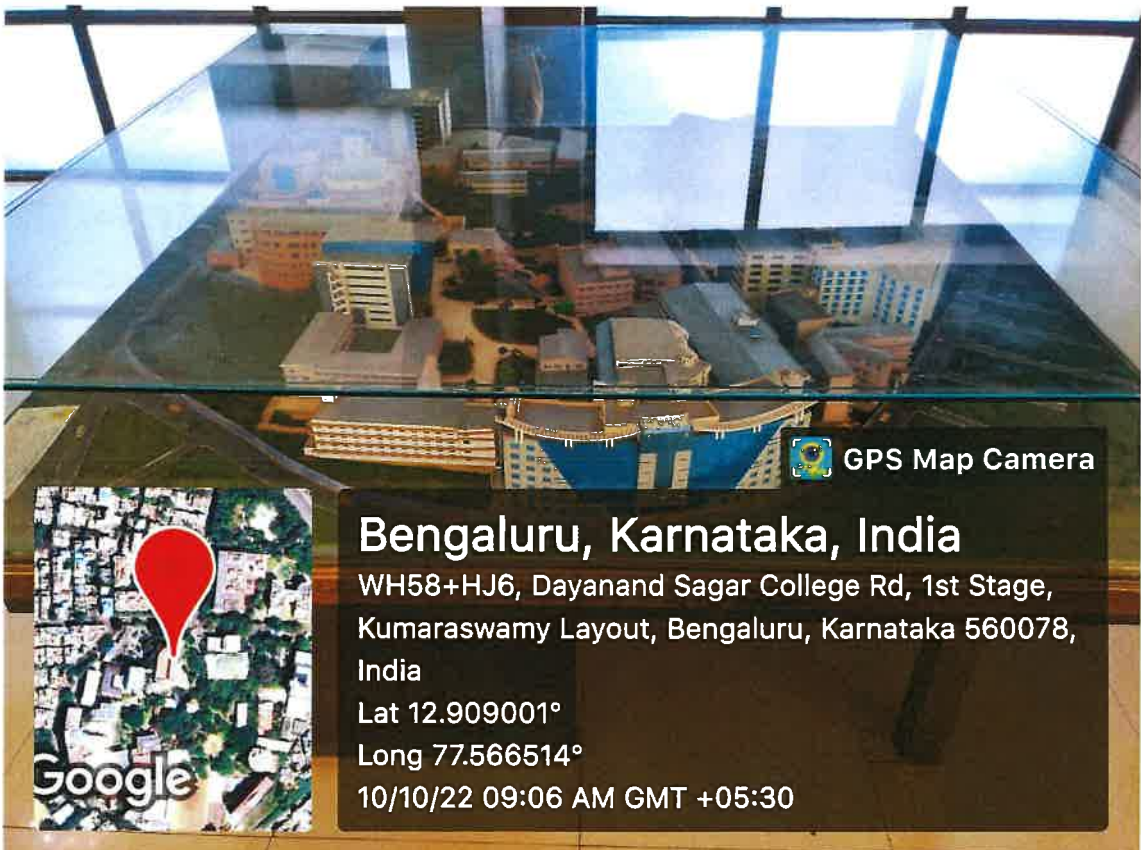 GPS Map Camera
Bengaluru, Karnataka, India
WH58+HJ6, Dayanand Sagar College Rd, 1st Stage,
Kumaraswamy Layout, Bengaluru, Karnataka 560078,
India
Lat 12.909001°
Long 77.566514°
10/10/22 09:06 AM GMT +05:30
Google